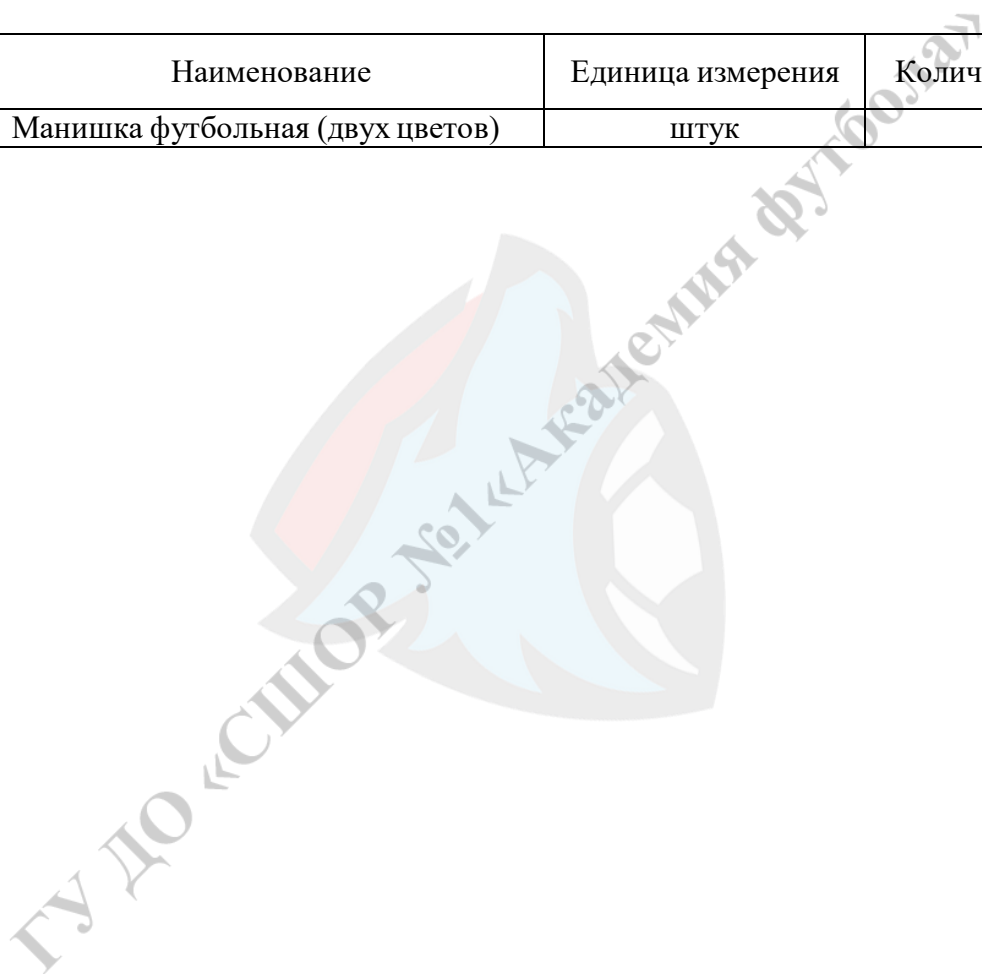 Наименование Единица измерения Колич
Манишка футбольная (двух цветов) штук
ГУ ДО «СШОР №1«Академия футбола»